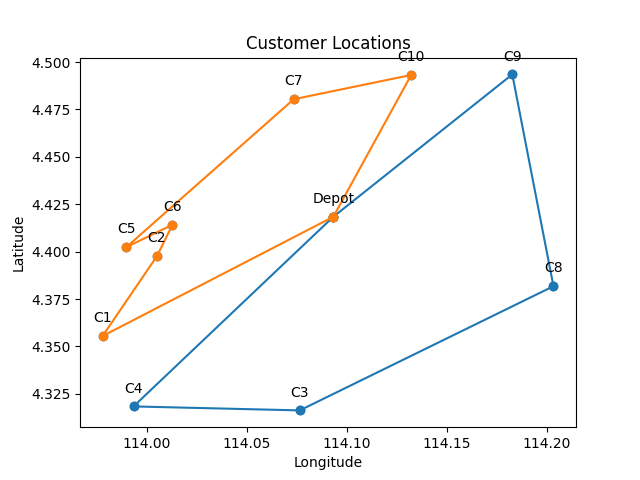 Customer Locations
4.500
4.475
4.450
4.425
4.400
4.375
4.350
4.325
Latitude
C10
C9
C7
Depot
C6
C5
C2
C8
C1
C4
C3
114.00
114.05
114.10
114.15
114.20
Longitude